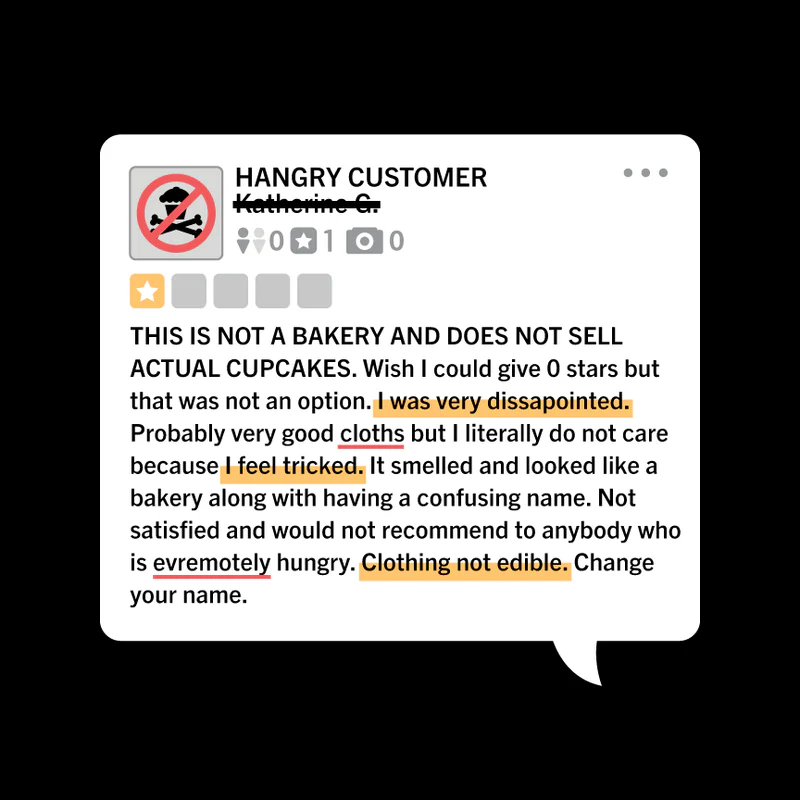 HANGRY CUSTOMER
Katherine G.
0 1 0
THIS IS NOT A BAKERY AND DOES NOT SELL
ACTUAL CUPCAKES. Wish I could give 0 stars but
that was not an option. I was very dissapointed.
Probably very good cloths but I literally do not care
because I feel tricked. It smelled and looked like a
bakery along with having a confusing name. Not
satisfied and would not recommend to anybody who
is evremotely hungry. Clothing not edible. Change
your name.